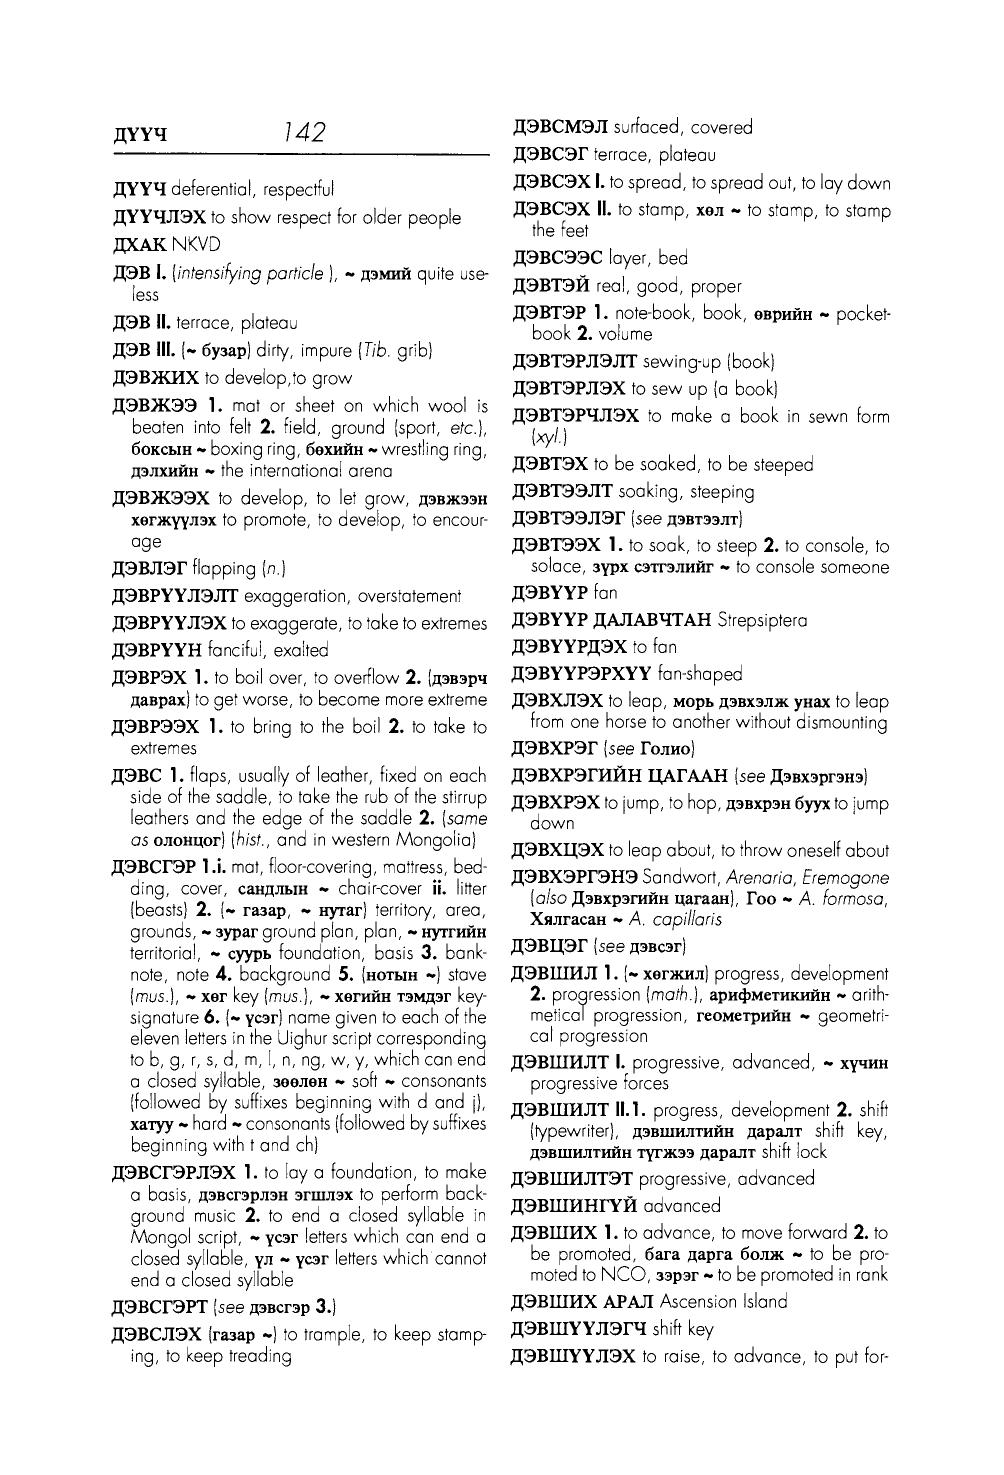 ДҮҮЧ 142
ДҮҮЧ deferential, respectful
ДҮҮЧЛЭХ to show respect for older people
ДХАК NKVD
ДЭВ I. (intensifying particle ), ~ дэмий quite use-
less
ДЭВ II. terrace, plateau
ДЭВ III. (~ бузар) dirty, impure (Tib. grib)
ДЭВЖИХ to develop,to grow
ДЭВЖЭЭ 1. mat or sheet on which wool is
beaten into felt 2. field, ground (sport, etc.),
боксын ~ boxing ring, бөхийн ~ wrestling ring,
дэлхийн ~ the international arena
ДЭВЖЭЭХ to develop, to let grow, дэвжээн
хөгжүүлэх to promote, to develop, to encour-
age
ДЭВЛЭГ flapping (n.)
ДЭВРҮҮЛЭЛТ exaggeration, overstatement
ДЭВРҮҮЛЭХ to exaggerate, to take to extremes
ДЭВРҮҮН fanciful, exalted
ДЭВРЭХ 1. to boil over, to overflow 2. (дэвэрч
даврах) to get worse, to become more extreme
ДЭВРЭЭХ 1. to bring to the boil 2. to take to
extremes
ДЭВС 1. flaps, usually of leather, fixed on each
side of the saddle, to take the rub of the stirrup
leathers and the edge of the saddle 2. (same
as олонцог) (hist., and in western Mongolia)
ДЭВСГЭР 1.i. mat, floor-covering, mattress, bed-
ding, cover, сандлын ~ chair-cover ii. litter
(beasts) 2. (~ газар, ~ нутаг) territory, area,
grounds, ~ зураг ground plan, plan, ~ нутгийн
territorial, ~ суурь foundation, basis 3. bank-
note, note 4. background 5. (нотын ~) stave
(mus.), ~ хөг key (mus.), ~ хөгийн тэмдэг key-
signature 6. (~ үсэг) name given to each of the
eleven letters in the Uighur script corresponding
to b, g, r, s, d, m, l, n, ng, w, y, which can end
a closed syllable, зөөлөн ~ soft ~ consonants
(followed by suffixes beginning with d and j),
хатуу ~ hard ~ consonants (followed by suffixes
beginning with t and ch)
ДЭВСГЭРЛЭХ 1. to lay a foundation, to make
a basis, дэвсгэрлэн эгшлэх to perform back-
ground music 2. to end a closed syllable in
Mongol script, ~ үсэг letters which can end a
closed syllable, үл ~ үсэг letters which cannot
end a closed syllable
ДЭВСГЭРТ (see дэвсгэр 3.)
ДЭВСЛЭХ (газар ~) to trample, to keep stamp-
ing, to keep treading
ДЭВСМЭЛ surfaced, covered
ДЭВСЭГ terrace, plateau
ДЭВСЭХ I. to spread, to spread out, to lay down
ДЭВСЭХ II. to stamp, хөл ~ to stamp, to stamp
the feet
ДЭВСЭЭС layer, bed
ДЭВТЭЙ real, good, proper
ДЭВТЭР 1. note-book, book, өврийн ~ pocket-
book 2. volume
ДЭВТЭРЛЭЛТ sewing-up (book)
ДЭВТЭРЛЭХ to sew up (a book)
ДЭВТЭРЧЛЭХ to make a book in sewn form
(xyl.)
ДЭВТЭХ to be soaked, to be steeped
ДЭВТЭЭЛТ soaking, steeping
ДЭВТЭЭЛЭГ (see дэвтээлт)
ДЭВТЭЭХ 1. to soak, to steep 2. to console, to
solace, зүрх сэтгэлийг ~ to console someone
ДЭВҮҮР fan
ДЭВҮҮР ДАЛАВЧТАН Strepsiptera
ДЭВҮҮРДЭХ to fan
ДЭВҮҮРЭРХҮҮ fan-shaped
ДЭВХЛЭХ to leap, морь дэвхэлж унах to leap
from one horse to another without dismounting
ДЭВХРЭГ (see Голио)
ДЭВХРЭГИЙН ЦАГААН (see Дэвхэргэнэ)
ДЭВХРЭХ to jump, to hop, дэвхрэн буух to jump
down
ДЭВХЦЭХ to leap about, to throw oneself about
ДЭВХЭРГЭНЭ Sandwort, Arenaria, Eremogone
(also Дэвхрэгийн цагаан), Гоо ~ A. formosa,
Хялгасан ~ A. capillaris
ДЭВЦЭГ (see дэвсэг)
ДЭВШИЛ 1. (~ хөгжил) progress, development
2. progression (math.), арифметикийн ~ arith-
metical progression, геометрийн ~ geometri-
cal progression
ДЭВШИЛТ I. progressive, advanced, ~ хүчин
progressive forces
ДЭВШИЛТ II.1. progress, development 2. shift
(typewriter), дэвшилтийн даралт shift key,
дэвшилтийн түгжээ даралт shift lock
ДЭВШИЛТЭТ progressive, advanced
ДЭВШИНГҮЙ advanced
ДЭВШИХ 1. to advance, to move forward 2. to
be promoted, бага дарга болж ~ to be pro-
moted to NCO, зэрэг ~ to be promoted in rank
ДЭВШИХ АРАЛ Ascension Island
ДЭВШҮҮЛЭГЧ shift key
ДЭВШҮҮЛЭХ to raise, to advance, to put for-